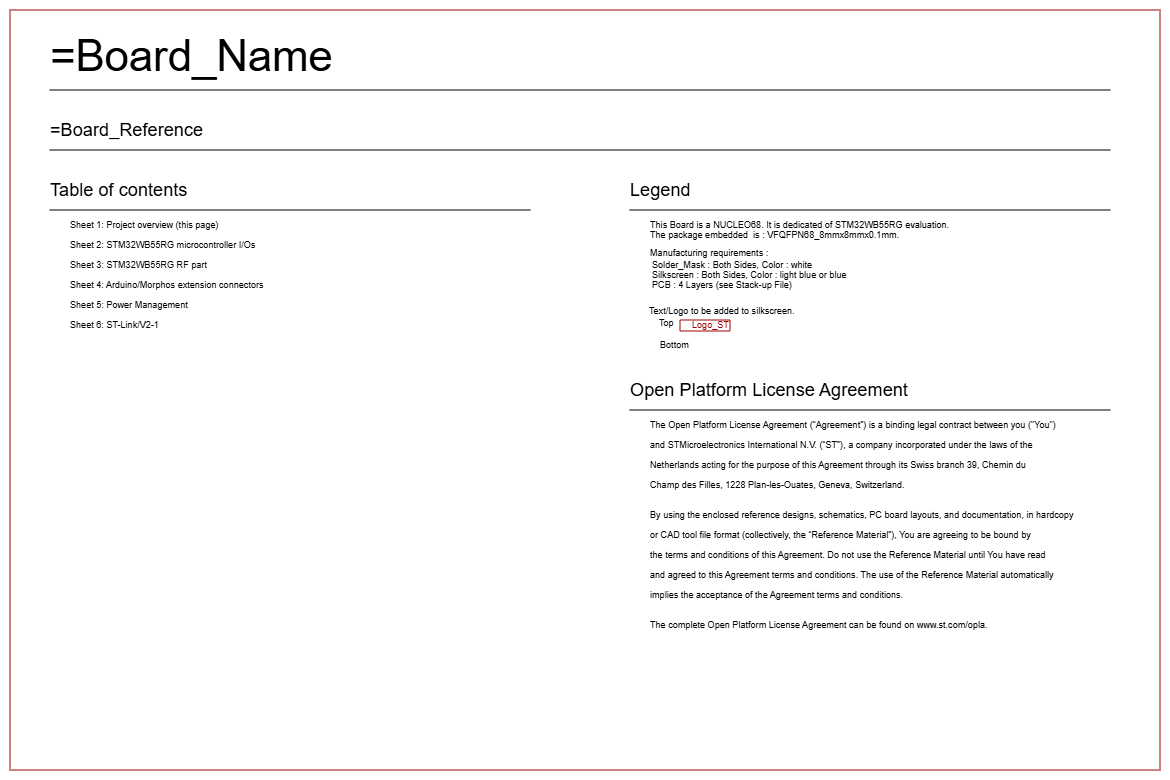 =Board_Name
=Board_Reference
Table of contents
Sheet 1: Project overview (this page)
Sheet 2: STM32WB55RG microcontroller I/Os
Sheet 3: STM32WB55RG RF part
Sheet 4: Arduino/Morphos extension connectors
Sheet 5: Power Management
Sheet 6: ST-Link/V2-1
Legend
This Board is a NUCLEO68. It is dedicated of STM32WB55RG evaluation.
The package embedded  is : VFQFPN68_8mmx8mmx0.1mm.
Manufacturing requirements :
Solder_Mask : Both Sides, Color : white
Silkscreen : Both Sides, Color : light blue or blue
PCB : 4 Layers (see Stack-up File)
Text/Logo to be added to silkscreen.
Top Logo_ST
Bottom
Open Platform License Agreement
The Open Platform License Agreement (“Agreement”) is a binding legal contract between you ("You")
and STMicroelectronics International N.V. (“ST”), a company incorporated under the laws of the
Netherlands acting for the purpose of this Agreement through its Swiss branch 39, Chemin du
Champ des Filles, 1228 Plan-les-Ouates, Geneva, Switzerland.
By using the enclosed reference designs, schematics, PC board layouts, and documentation, in hardcopy
or CAD tool file format (collectively, the “Reference Material”), You are agreeing to be bound by
the terms and conditions of this Agreement. Do not use the Reference Material until You have read
and agreed to this Agreement terms and conditions. The use of the Reference Material automatically
implies the acceptance of the Agreement terms and conditions.
The complete Open Platform License Agreement can be found on www.st.com/opla.